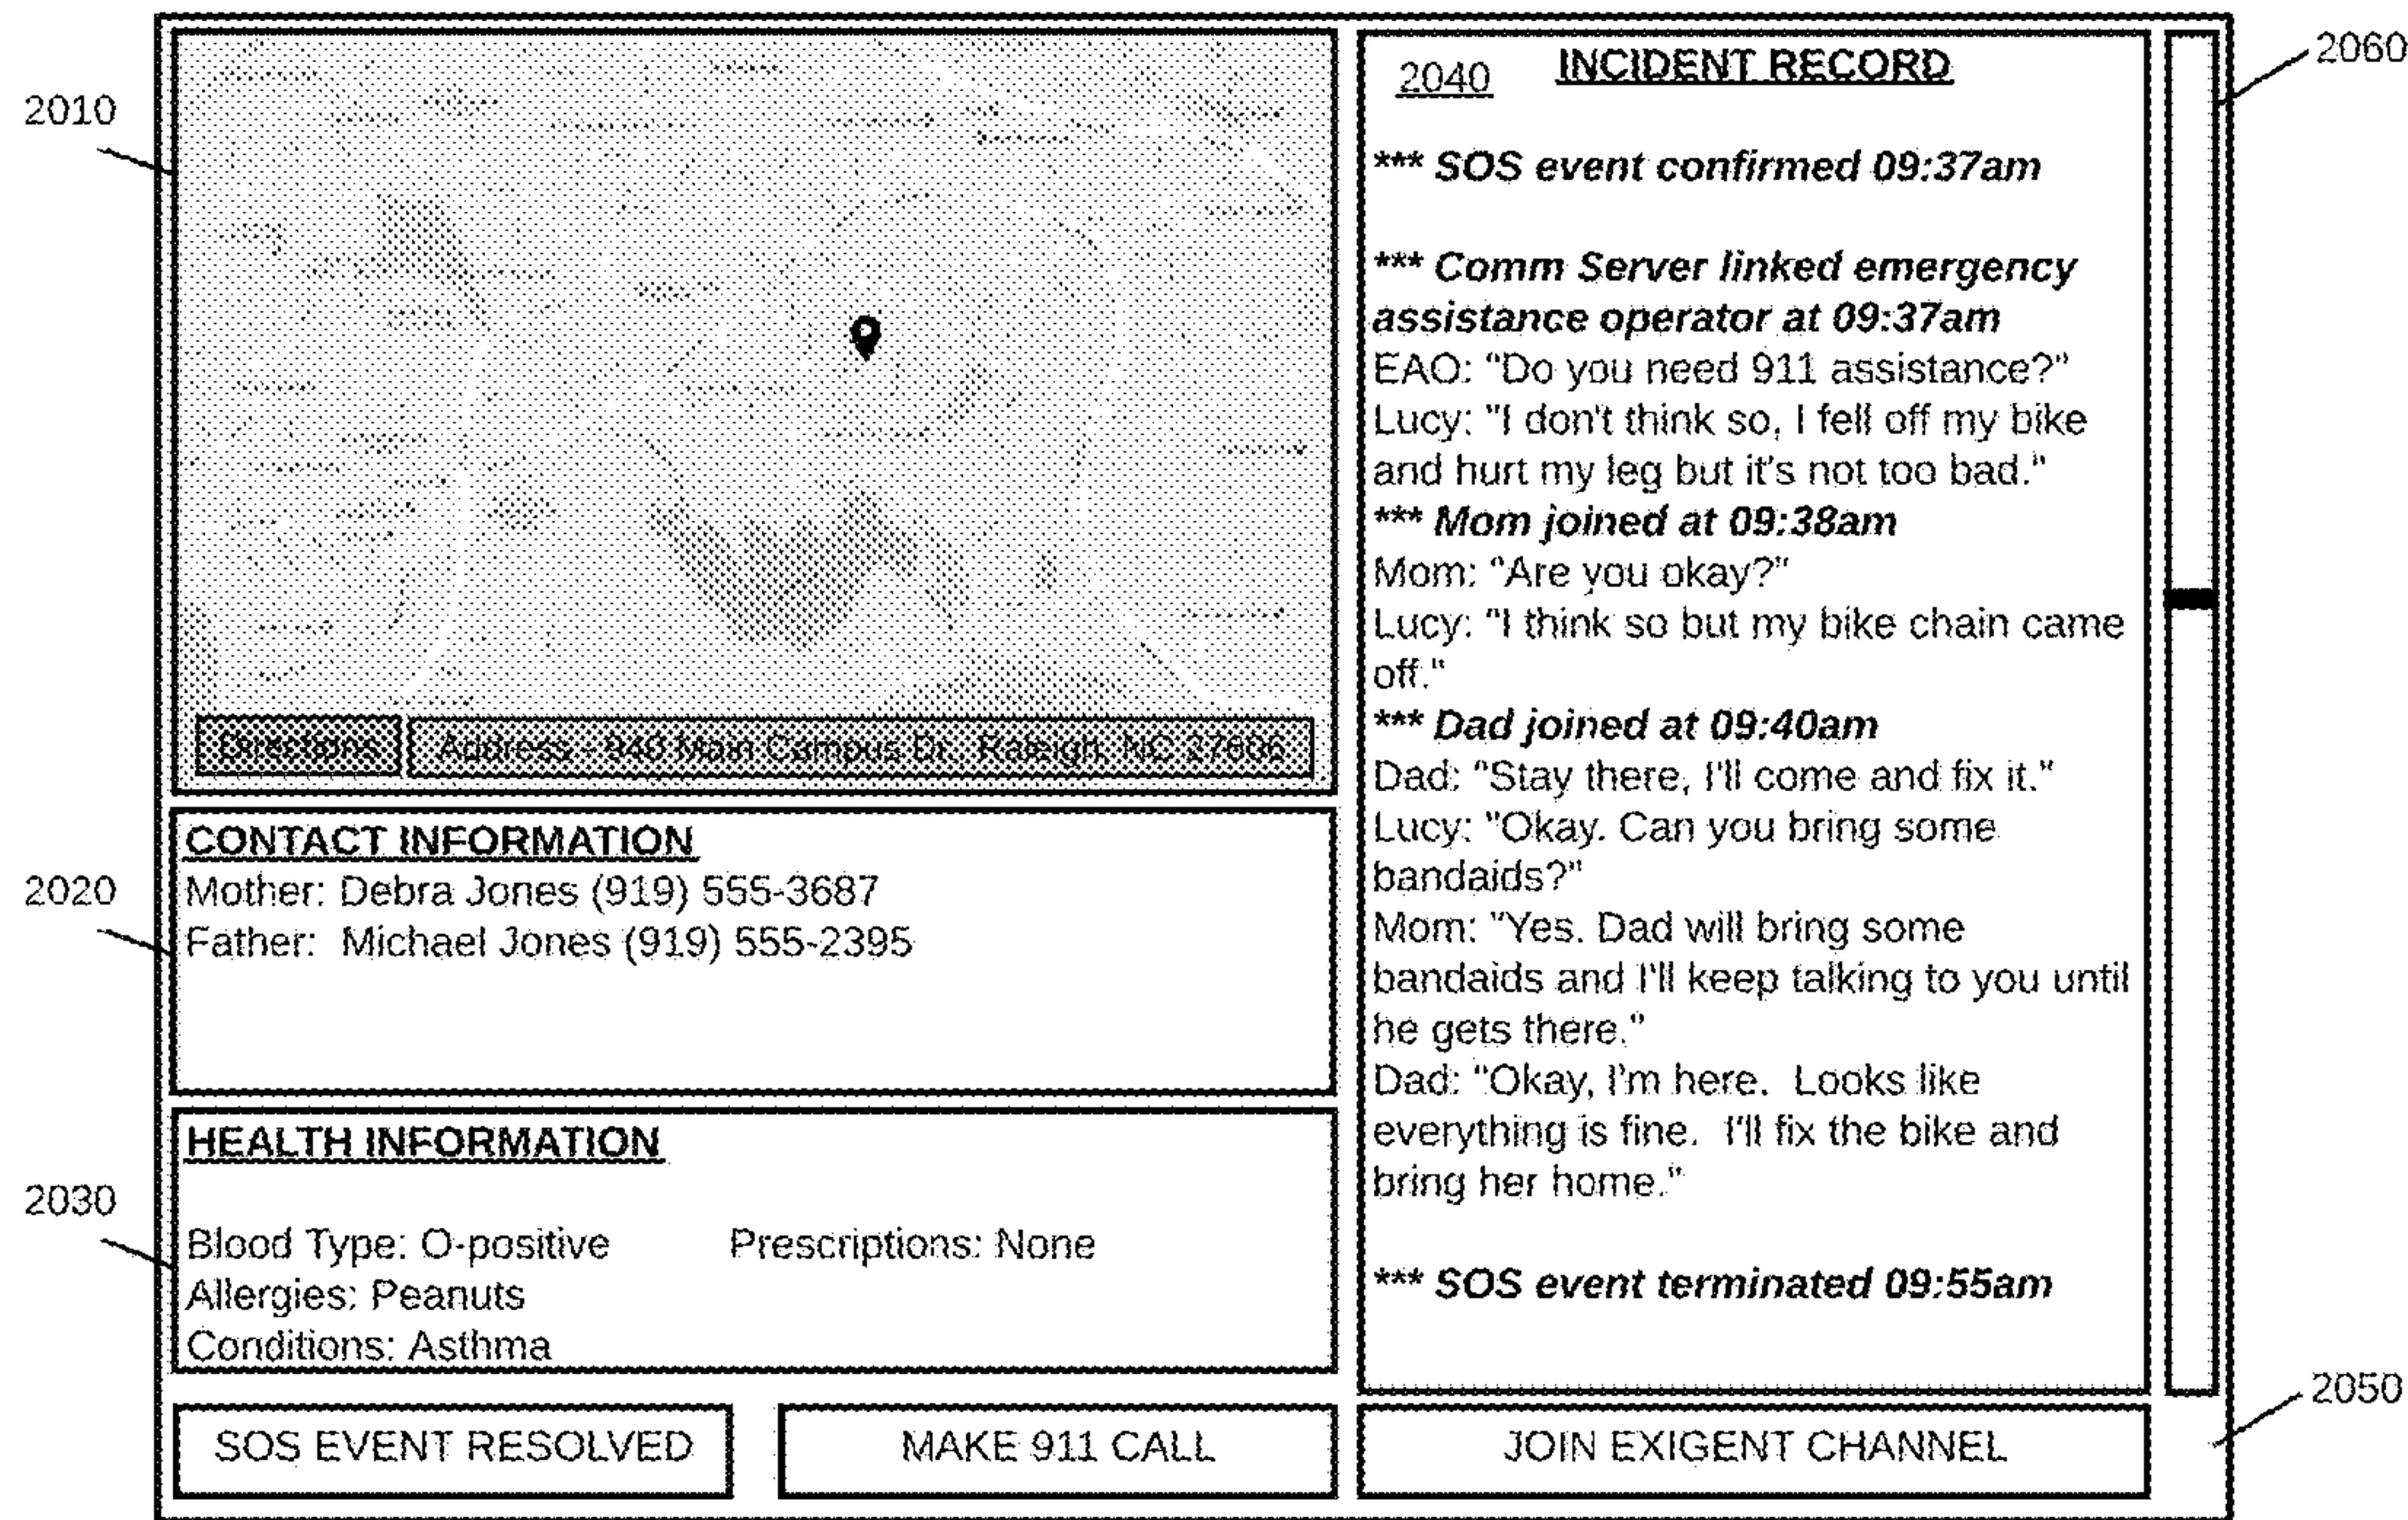 2010
Directions
Address - 940 Main Campus Dr. Raleigh, NC 27606
2020
CONTACT INFORMATION
Mother: Debra Jones (919) 555-3687
Father:  Michael Jones (919) 555-2395
2030
HEALTH INFORMATION
Blood Type: O-positive Prescriptions: None
Allergies: Peanuts
Conditions: Asthma
SOS EVENT RESOLVED
MAKE 911 CALL
2040 INCIDENT RECORD
*** SOS event confirmed 09:37am
*** Comm Server linked emergency
assistance operator at 09:37am
EAO: "Do you need 911 assistance?"
Lucy: "I don't think so, I fell off my bike
and hurt my leg but it's not too bad."
*** Mom joined at 09:38am
Mom: "Are you okay?"
Lucy: "I think so but my bike chain came
off."
*** Dad joined at 09:40am
Dad: "Stay there, I'll come and fix it."
Lucy: "Okay. Can you bring some
bandaids?"
Mom: "Yes. Dad will bring some
bandaids and I'll keep talking to you until
he gets there."
Dad: "Okay, I'm here.  Looks like
everything is fine.  I'll fix the bike and
bring her home."
*** SOS event terminated 09:55am
JOIN EXIGENT CHANNEL
2060
2050